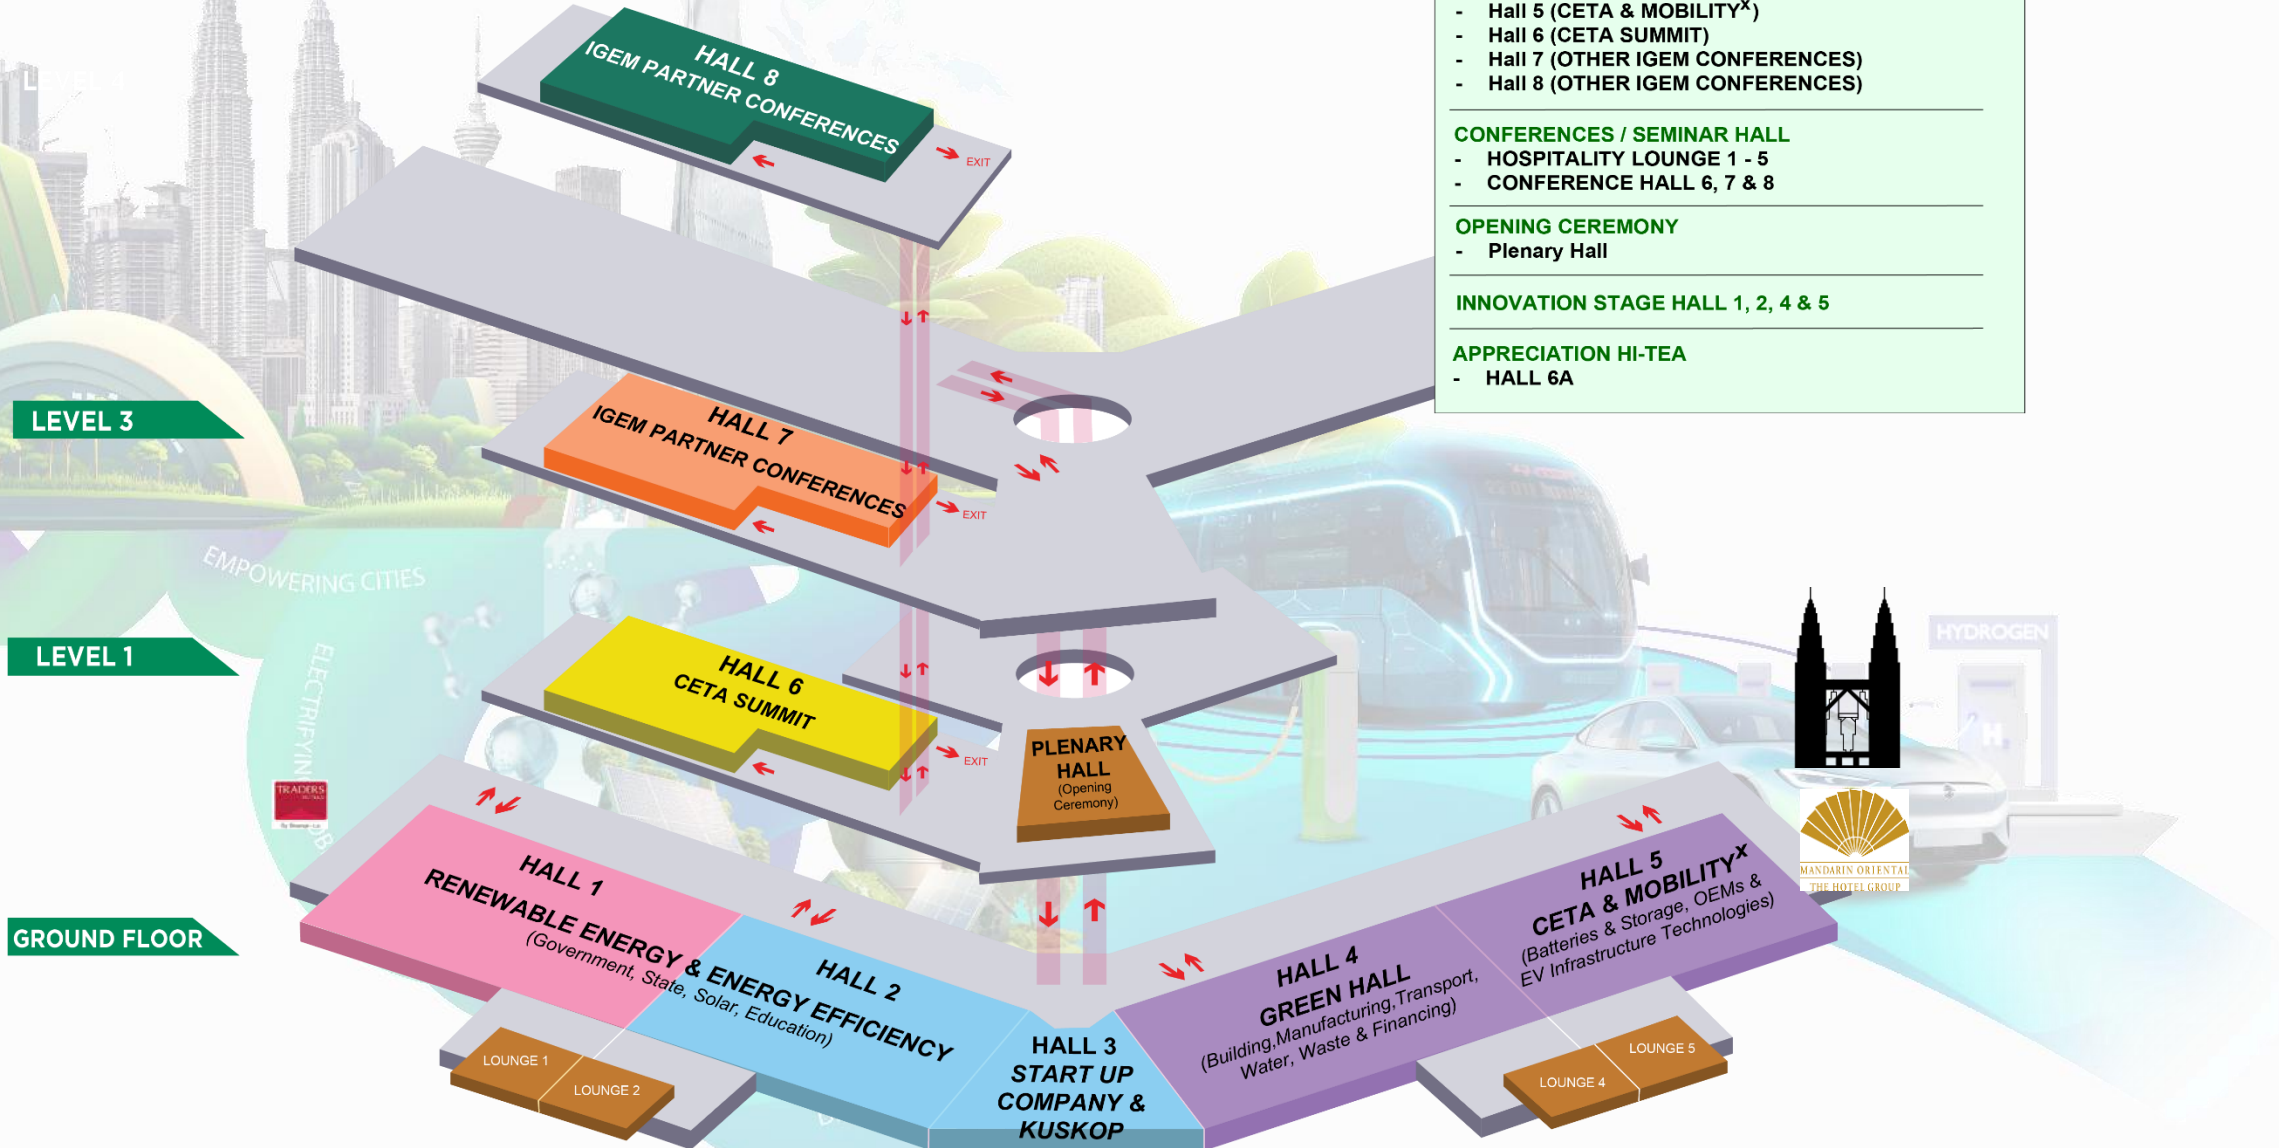 - Hall 5 (CETA & MOBILITYˣ)
- Hall 6 (CETA SUMMIT)
- Hall 7 (OTHER IGEM CONFERENCES)
- Hall 8 (OTHER IGEM CONFERENCES)
CONFERENCES / SEMINAR HALL
- HOSPITALITY LOUNGE 1 - 5
- CONFERENCE HALL 6, 7 & 8
OPENING CEREMONY
- Plenary Hall
INNOVATION STAGE HALL 1, 2, 4 & 5
APPRECIATION HI-TEA
- HALL 6A
LEVEL 4
HALL 8
IGEM PARTNER CONFERENCES
EXIT
LEVEL 3
HALL 7
IGEM PARTNER CONFERENCES
EXIT
EMPOWERING CITIES
ELECTRIFYING
HYDROGEN
H
LEVEL 1
HALL 6
CETA SUMMIT
EXIT
PLENARY
HALL
(Opening
Ceremony)
TRADERS
MANDARIN ORIENTAL
THE HOTEL GROUP
GROUND FLOOR
HALL 1
HALL 2
RENEWABLE ENERGY & ENERGY EFFICIENCY
(Government, State, Solar, Education)
HALL 3
START UP
COMPANY &
KUSKOP
HALL 4
GREEN HALL
(Building,Manufacturing,Transport,
Water, Waste & Financing)
HALL 5
CETA & MOBILITYˣ
(Batteries & Storage, OEMs &
EV Infrastructure Technologies)
LOUNGE 1
LOUNGE 2
LOUNGE 4
LOUNGE 5